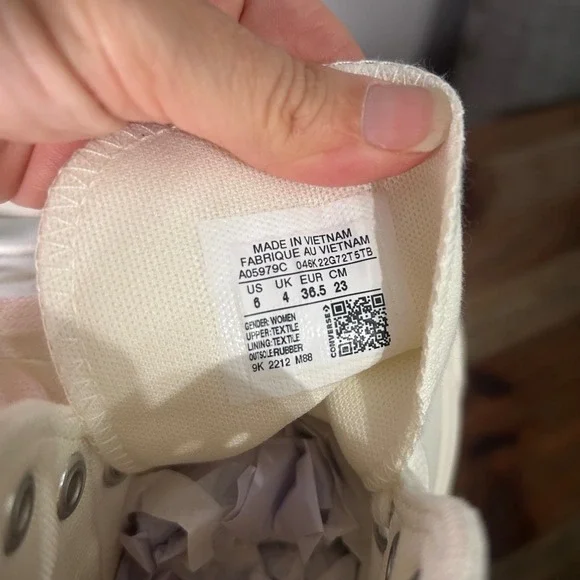 MADE IN VIETNAM
FABRIQUE AU VIETNAM
A05979C 046K22G72T5TB
US UK EUR CM
6 4 36.5 23
GENDER: WOMEN
UPPER:TEXTILE
LINING:TEXTILE
OUTSOLE:RUBBER
9K 2212 M88
CONVERSE